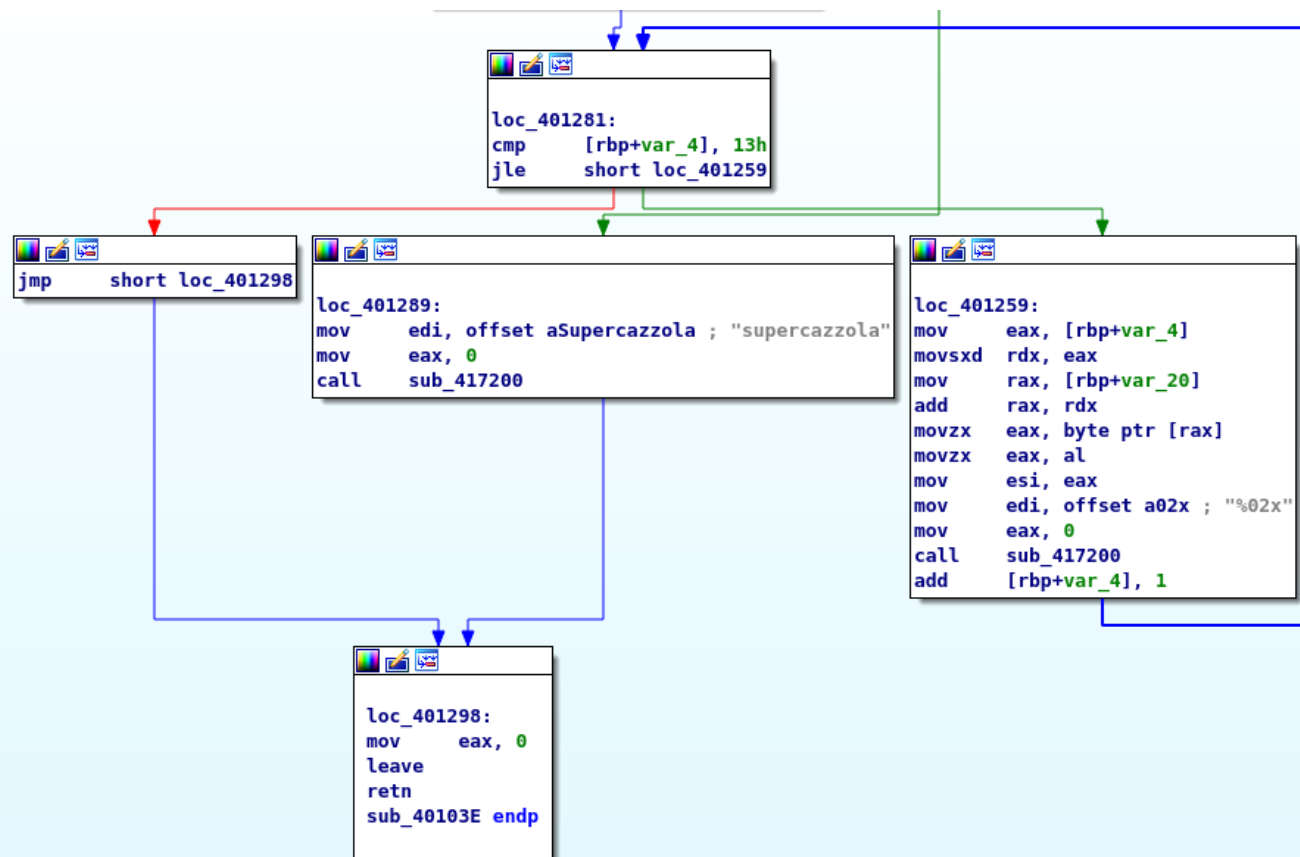 loc_401281:
cmp [rbp+var_4], 13h
jle short loc_401259
jmp short loc_401298
loc_401289:
mov edi, offset aSupercazzola ; "supercazzola"
mov eax, 0
call sub_417200
loc_401259:
mov eax, [rbp+var_4]
movsxd rdx, eax
mov rax, [rbp+var_20]
add rax, rdx
movzx eax, byte ptr [rax]
movzx eax, al
mov esi, eax
mov edi, offset a02x ; "%02x"
mov eax, 0
call sub_417200
add [rbp+var_4], 1
loc_401298:
mov eax, 0
leave
retn
sub_40103E endp